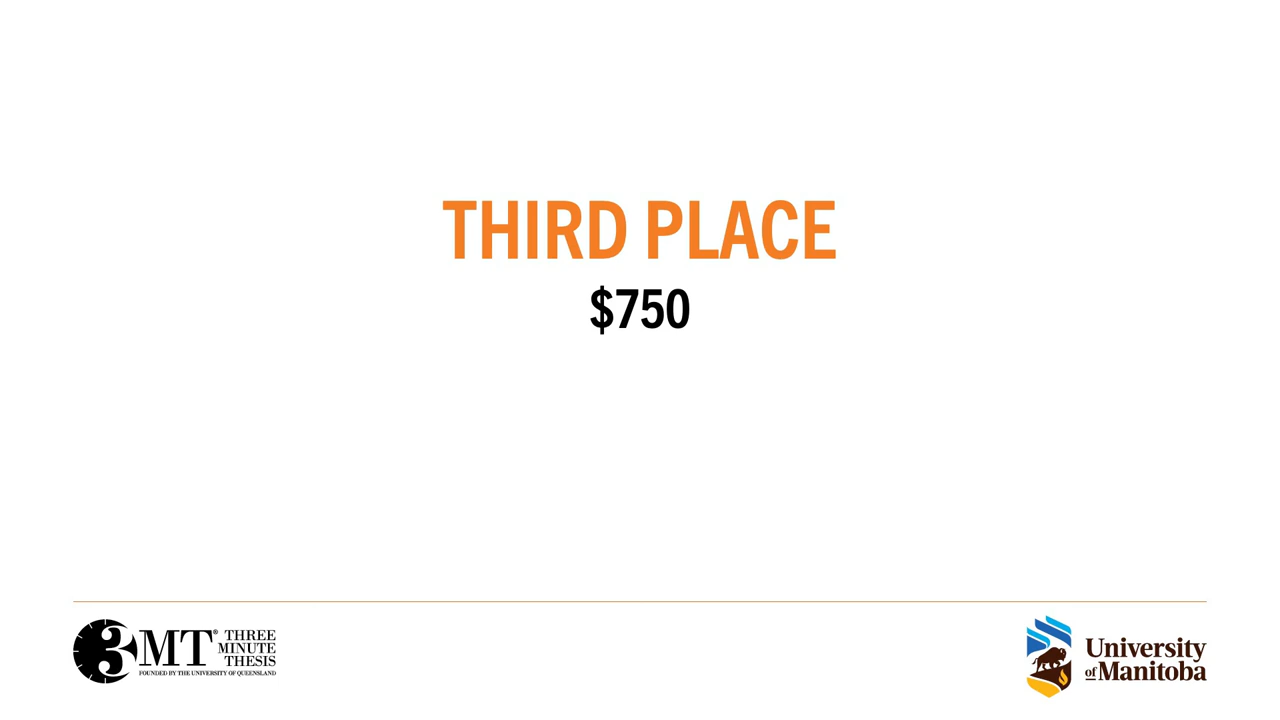 THIRD PLACE
$750
3MT® THREE
MINUTE
THESIS
FOUNDED BY THE UNIVERSITY OF QUEENSLAND
University
of Manitoba